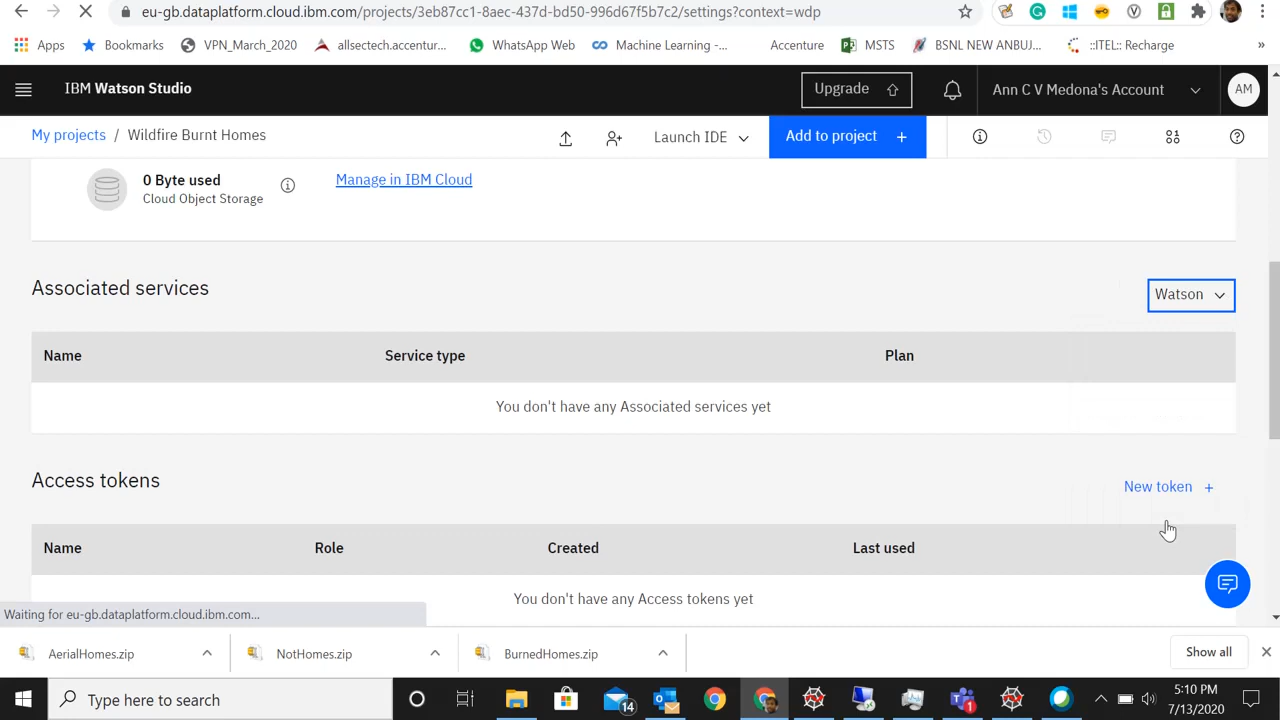 eu-gb.dataplatform.cloud.ibm.com/projects/3eb87cc1-8aec-437d-bd50-996d67f5b7c2/settings?context=wdp
Apps Bookmarks VPN_March_2020 allsectech.accentur... WhatsApp Web Machine Learning -... Accenture MSTS BSNL NEW ANBUJ... ::ITEL:: Recharge »
IBM Watson Studio Upgrade Ann C V Medona's Account AM
My projects / Wildfire Burnt Homes Launch IDE Add to project +
0 Byte used
Cloud Object Storage
Manage in IBM Cloud
Associated services
Watson
Name Service type Plan
You don't have any Associated services yet
Access tokens
New token +
Name Role Created Last used
You don't have any Access tokens yet
Waiting for eu-gb.dataplatform.cloud.ibm.com...
AerialHomes.zip NotHomes.zip BurnedHomes.zip Show all
Type here to search 14 1
5:10 PM
7/13/2020